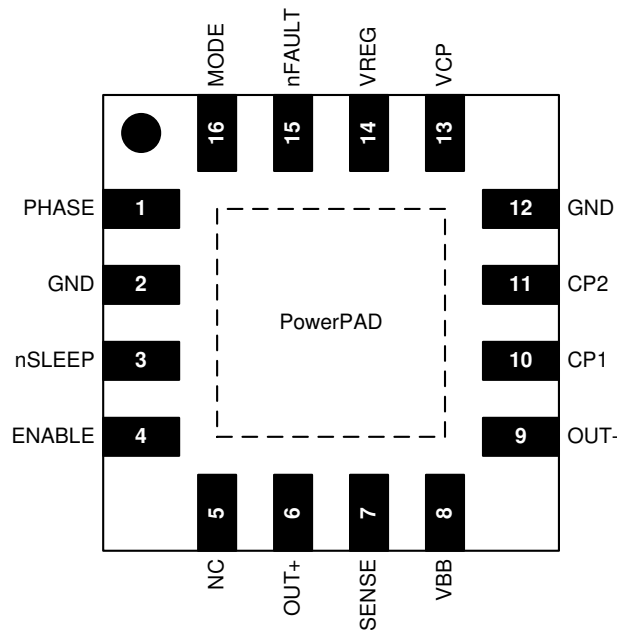 MODE
nFAULT
VREG
VCP
16
15
14
13
PHASE 1
12 GND
GND 2
11 CP2
PowerPAD
nSLEEP 3
10 CP1
ENABLE 4
9 OUT-
5
6
7
8
NC
OUT+
SENSE
VBB